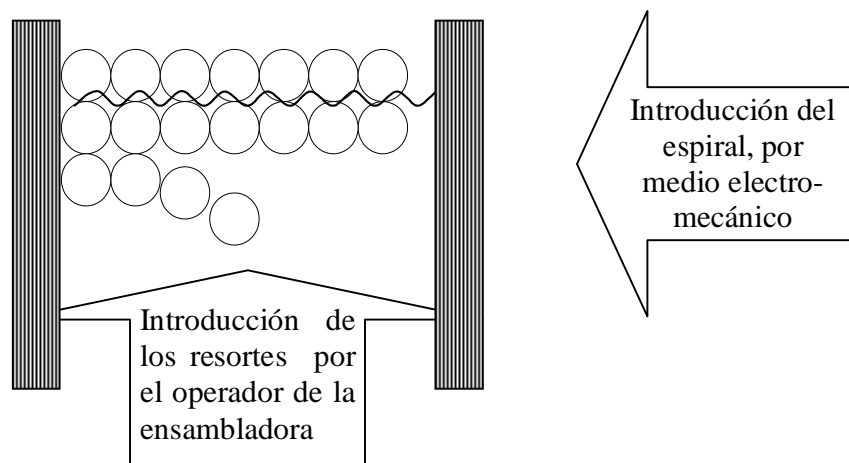 Introducción del
espiral, por
medio electro-
mecánico
Introducción de
los resortes por
el operador de la
ensambladora